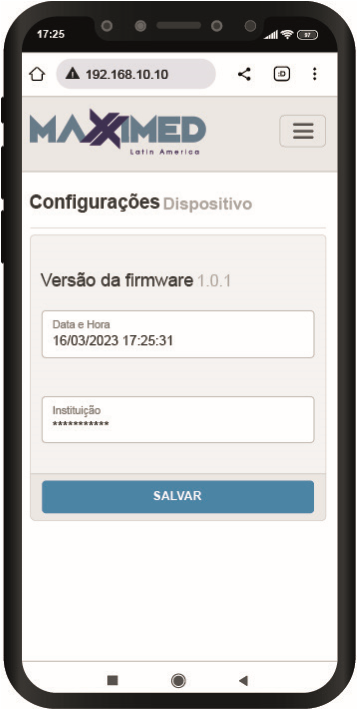 17:25
97
192.168.10.10
:D
MAXIMED
Latin America
Configurações Dispositivo
Versão da firmware 1.0.1
Data e Hora
16/03/2023 17:25:31
Instituição
***********
SALVAR